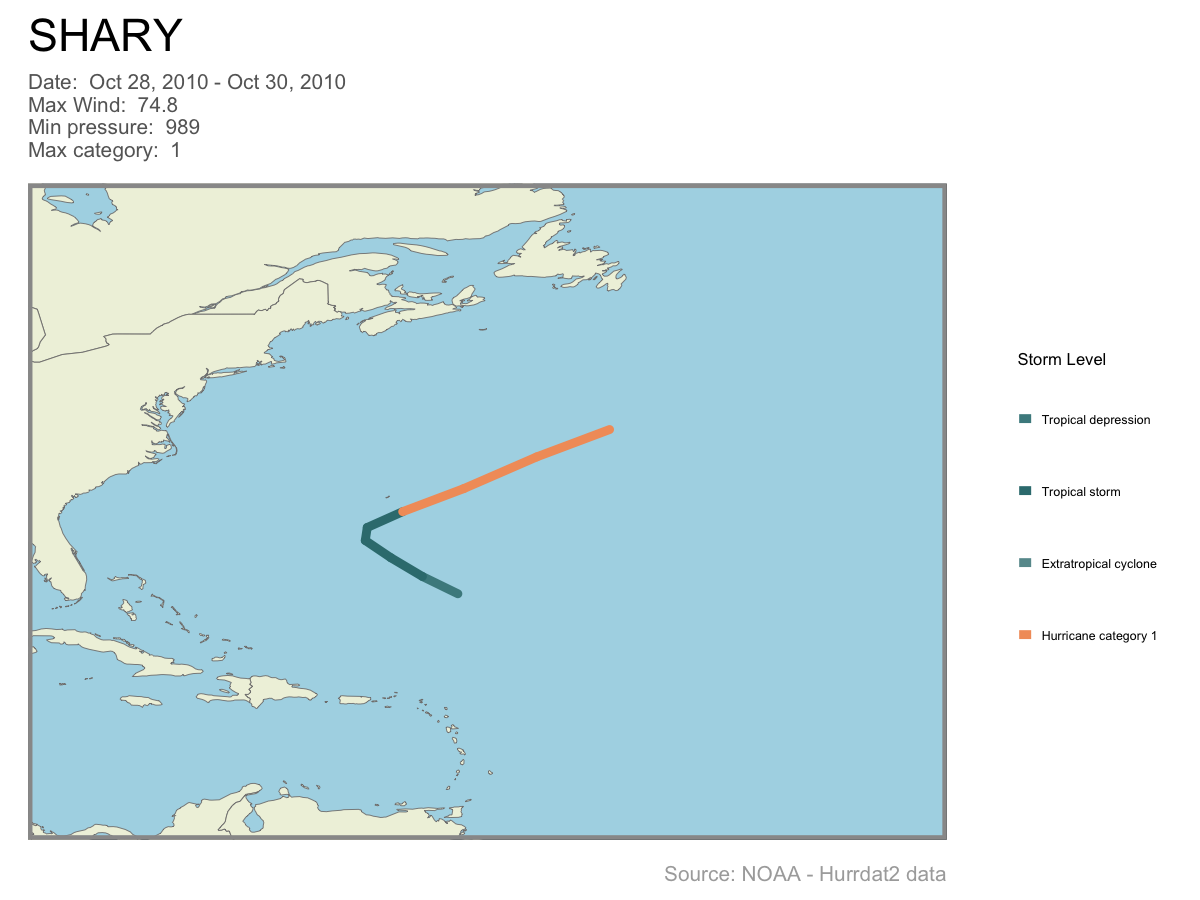 SHARY
Date:  Oct 28, 2010 - Oct 30, 2010
Max Wind:  74.8
Min pressure:  989
Max category:  1
Storm Level
Tropical depression
Tropical storm
Extratropical cyclone
Hurricane category 1
Source: NOAA - Hurrdat2 data